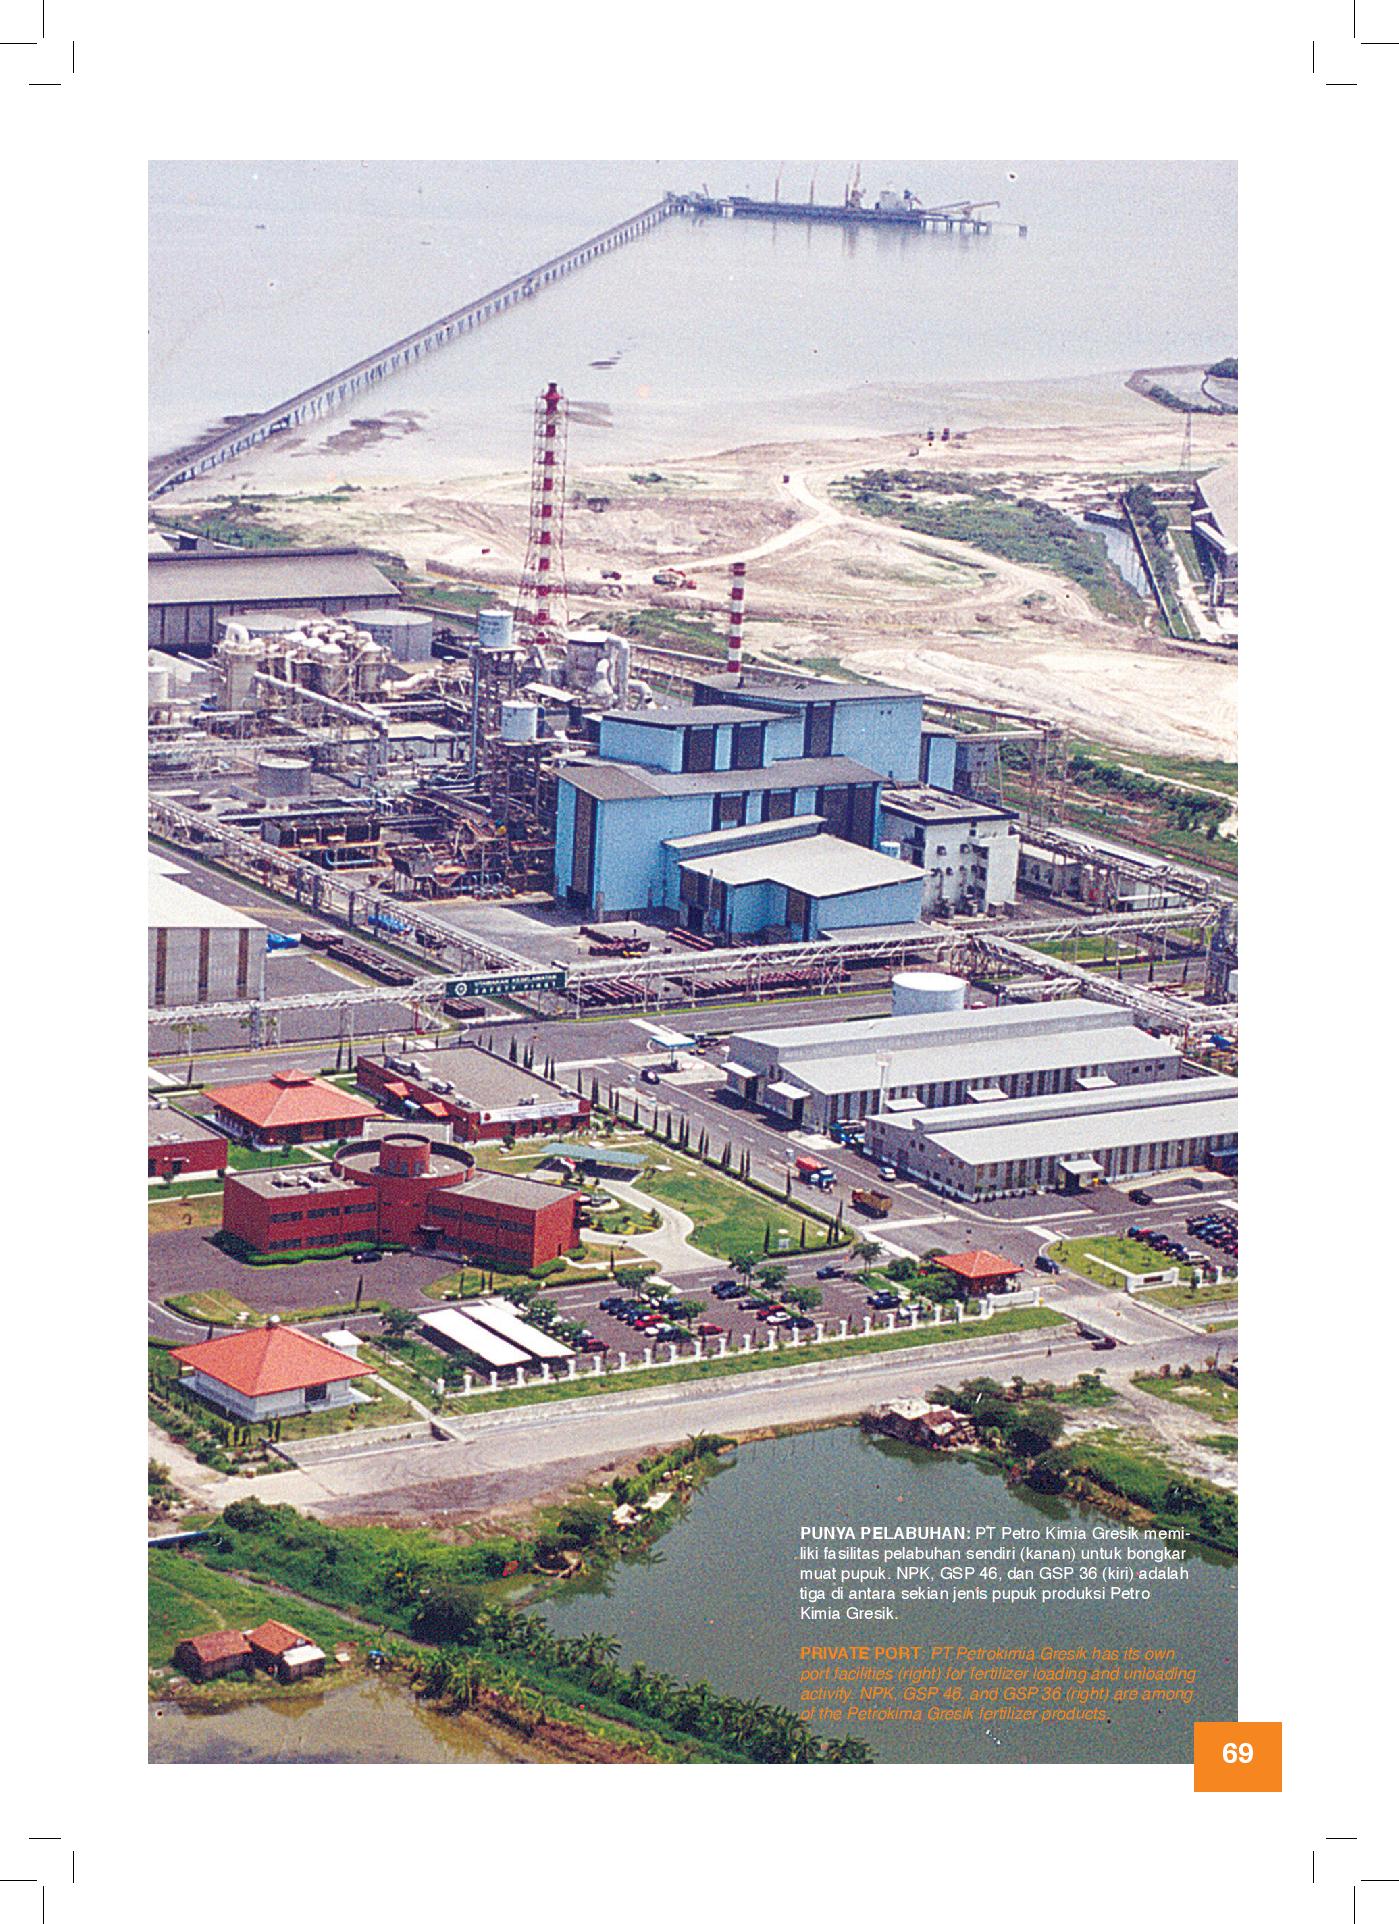 PUNYA PELABUHAN: PT Petro Kimia Gresik memi-
liki fasilitas pelabuhan sendiri (kanan) untuk bongkar
muat pupuk. NPK, GSP 46, dan GSP 36 (kiri) adalah
tiga di antara sekian jenis pupuk produksi Petro
Kimia Gresik.
PRIVATE PORT: PT Petrokimia Gresik has its own
port facilities (right) for fertilizer loading and unloading
activity. NPK, GSP 46, and GSP 36 (right) are among
of the Petrokima Gresik fertilizer products.
69